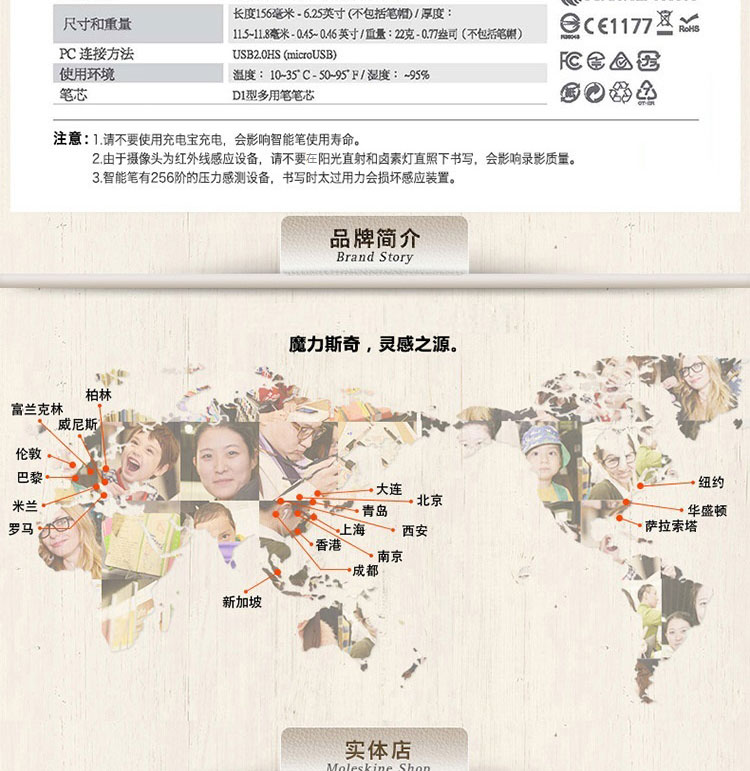 尺寸和重量
长度156毫米 - 6.25英寸 (不包括笔帽) / 厚度：
11.5-11.8毫米 - 0.45- 0.46 英寸 / 重量：22克 - 0.77盎司（不包括笔帽）
PC 连接方法
USB2.0HS (microUSB)
使用环境
温度： 10~35˚ C - 50~95˚ F / 湿度： ~95%
笔芯
D1型多用笔笔芯
CE1177
RoHS
FC
注意：1.请不要使用充电宝充电，会影响智能笔使用寿命。
2.由于摄像头为红外线感应设备，请不要在阳光直射和卤素灯直照下书写，会影响录影质量。
3.智能笔有256阶的压力感测设备，书写时太过用力会损坏感应装置。
品牌简介
Brand Story
魔力斯奇，灵感之源。
柏林
富兰克林
威尼斯
伦敦
巴黎
米兰
罗马
大连
北京
青岛
上海
西安
香港
南京
成都
新加坡
纽约
华盛顿
萨拉索塔
实体店
Moleskine Shop